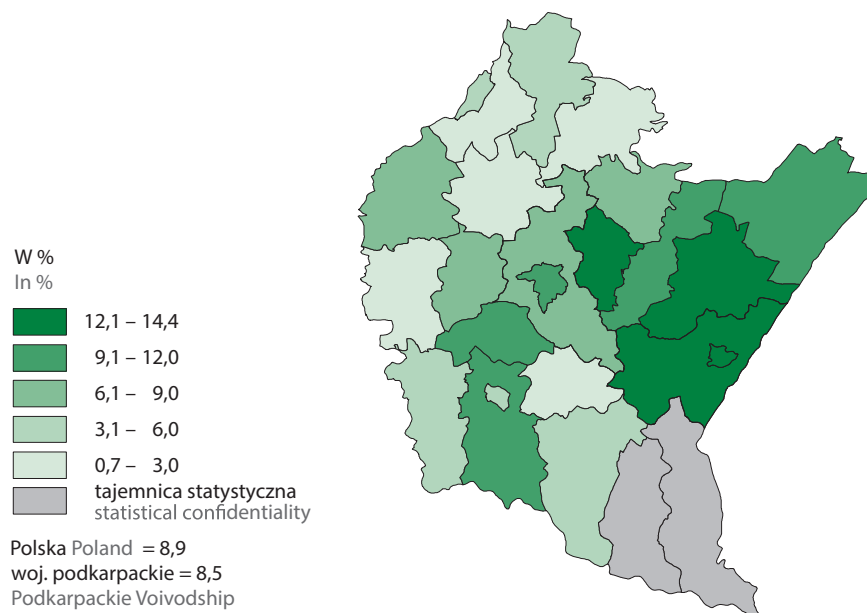 W %
In %
12,1 – 14,4
9,1 – 12,0
6,1 – 9,0
3,1 – 6,0
0,7 – 3,0
tajemnica statystyczna
statistical confidentiality
Polska Poland = 8,9
woj. podkarpackie = 8,5
Podkarpackie Voivodship